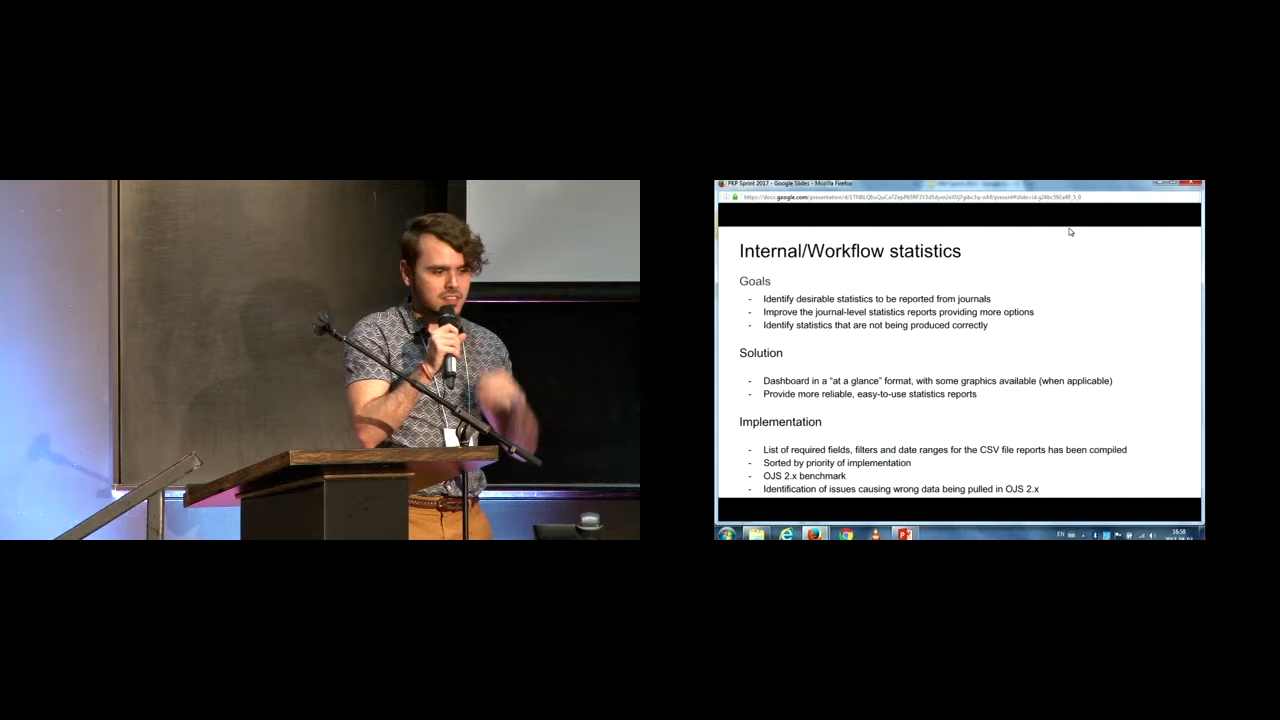 PKP Sprint 2017 - Google Slides - Mozilla Firefox
Internal/Workflow statistics
Goals
- Identify desirable statistics to be reported from journals
- Improve the journal-level statistics reports providing more options
- Identify statistics that are not being produced correctly
Solution
- Dashboard in a “at a glance” format, with some graphics available (when applicable)
- Provide more reliable, easy-to-use statistics reports
Implementation
- List of required fields, filters and date ranges for the CSV file reports has been compiled
- Sorted by priority of implementation
- OJS 2.x benchmark
- Identification of issues causing wrong data being pulled in OJS 2.x
EN
16:58